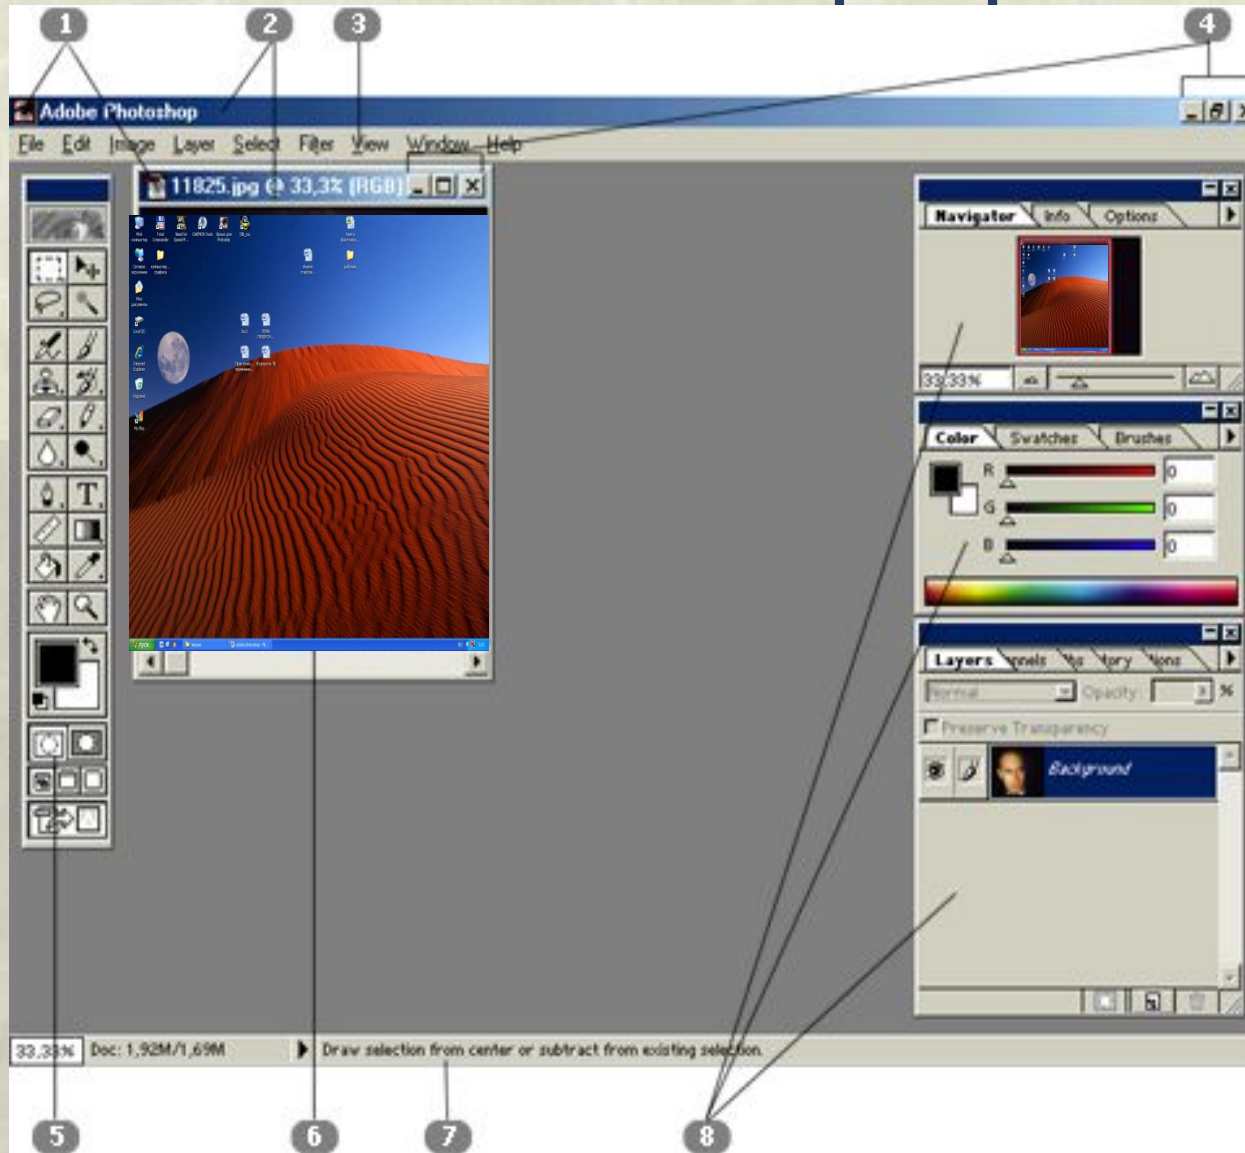 1 2 3 4
Adobe Photoshop
File Edit Image Layer Select Filter View Window Help
11825.jpg @ 33,3% (RGB)
Navigator Info Options
33,33%
Color Swatches Brushes
R 0
G 0
B 0
T
Layers
Normal Opacity: %
Preserve Transparency
Background
33,33% Doc: 1,92M/1,69M Draw selection from center or subtract from existing selection.
5 6 7 8